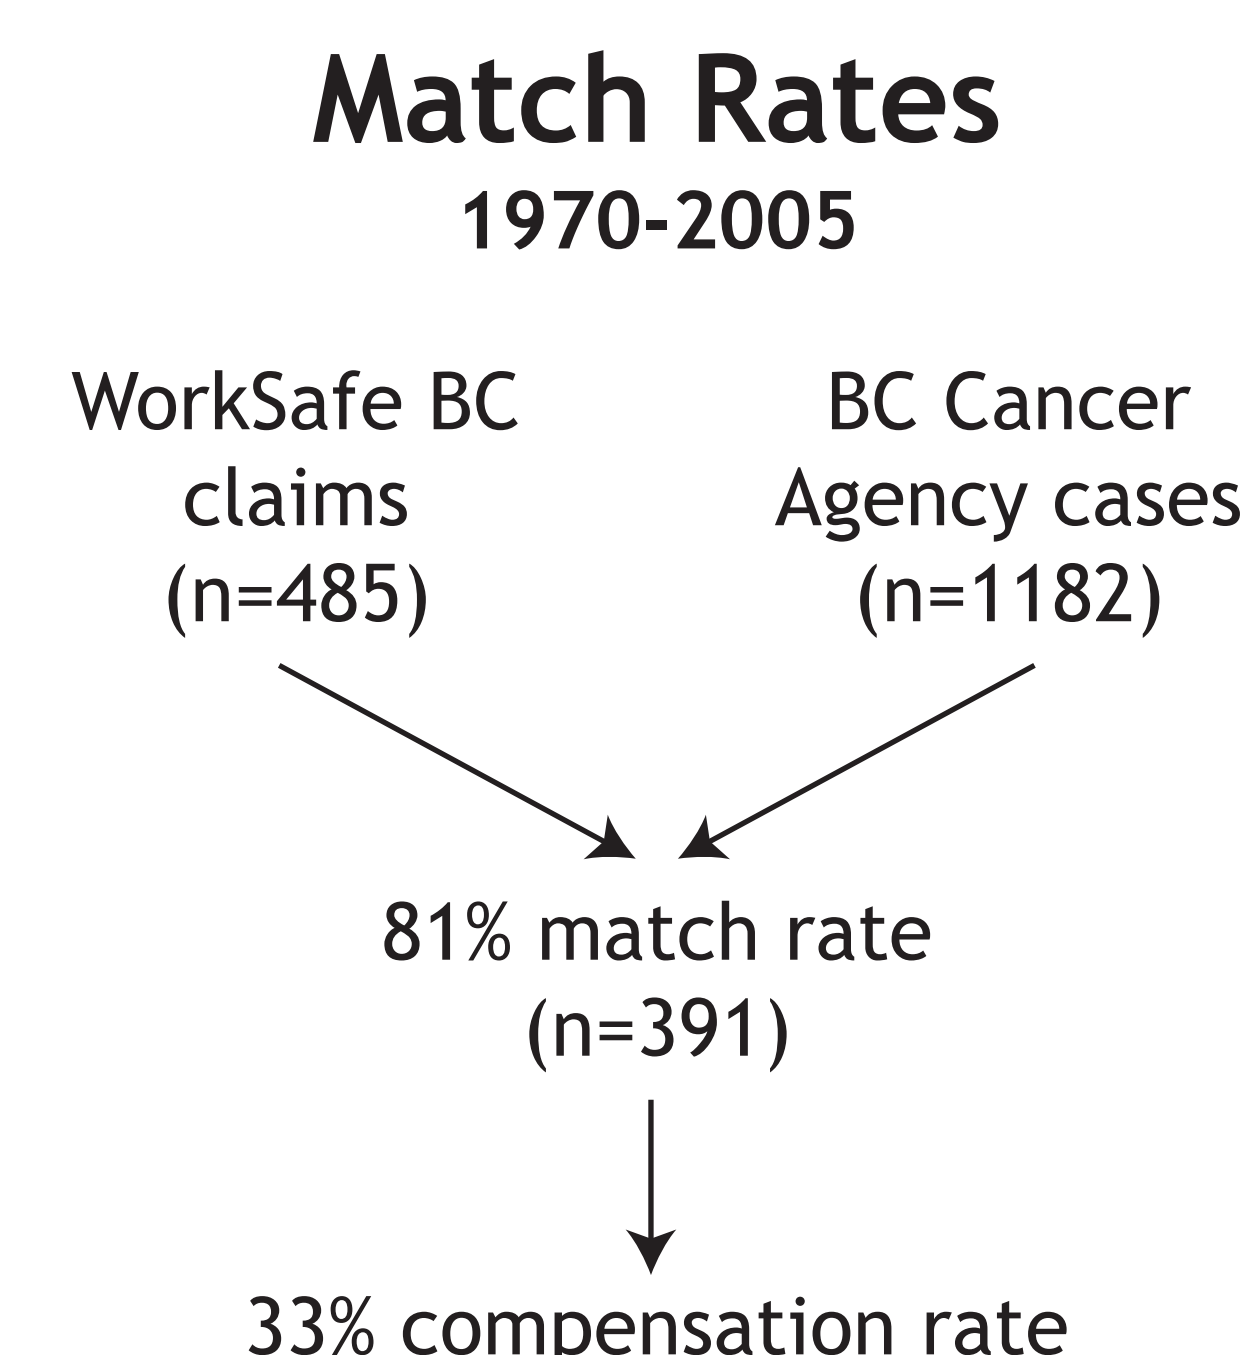 Match Rates
1970-2005
WorkSafe BC
claims
(n=485)
BC Cancer
Agency cases
(n=1182)
81% match rate
(n=391)
33% compensation rate